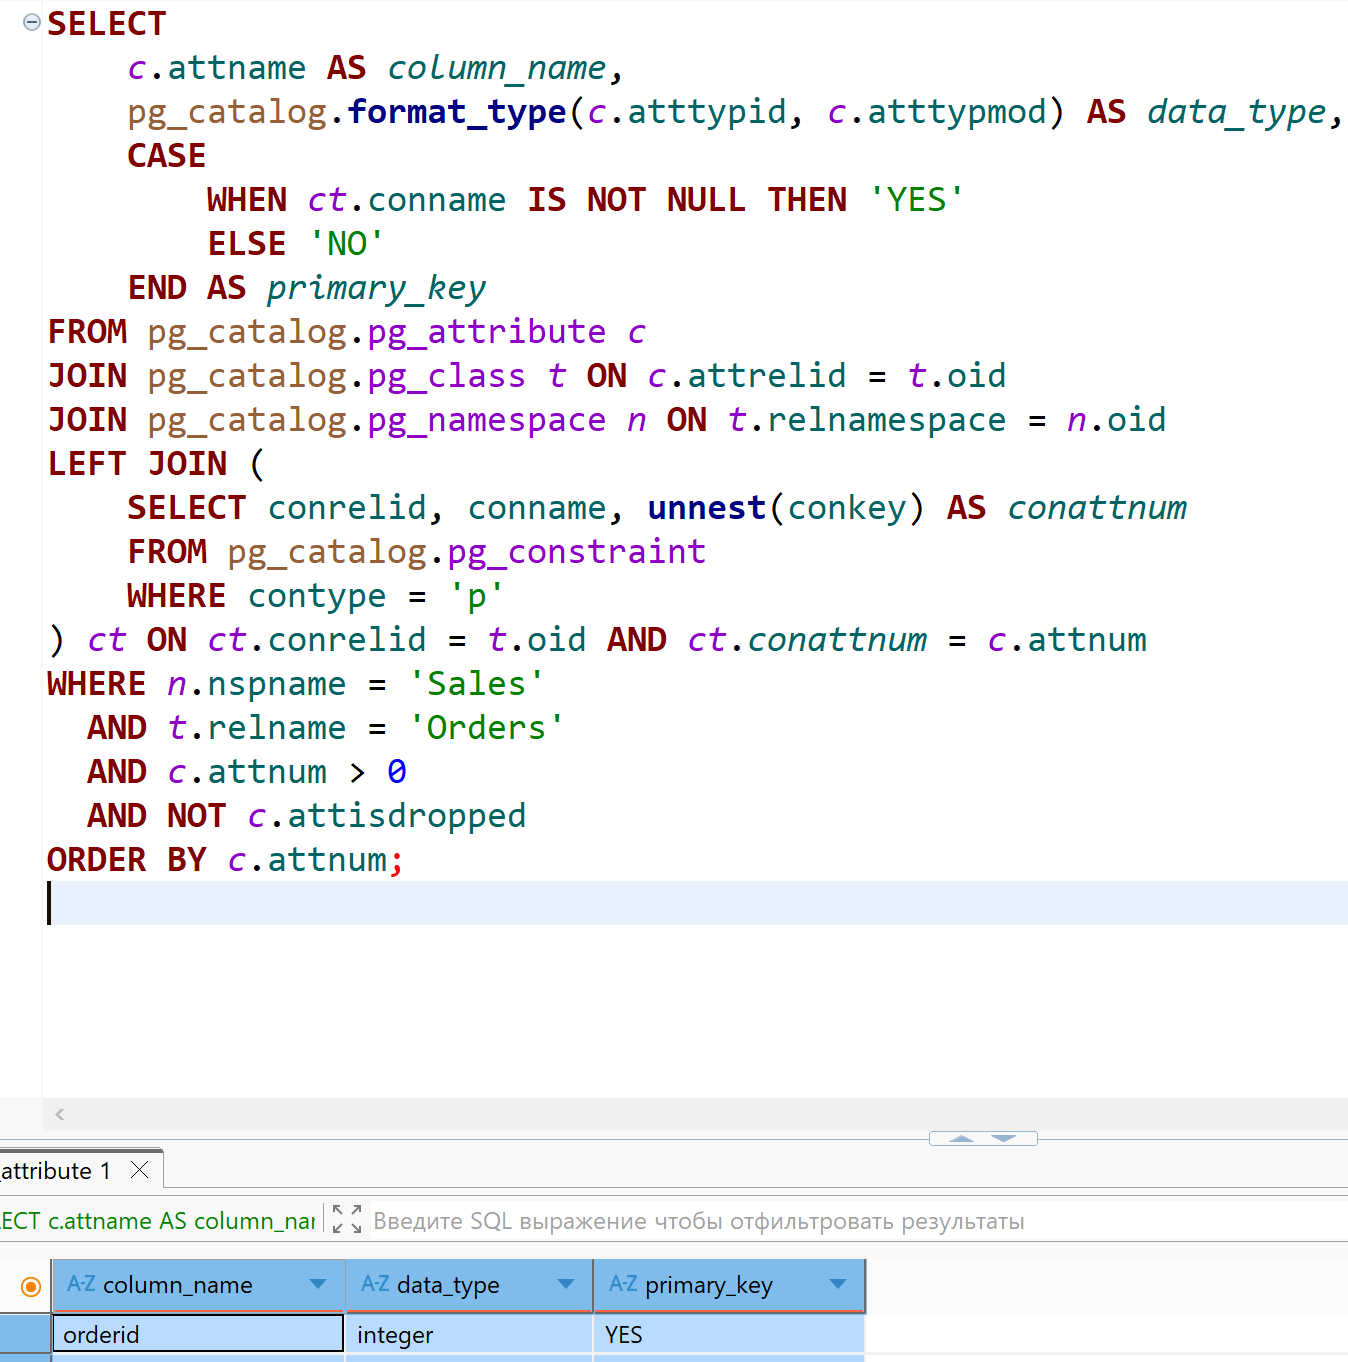 SELECT
    c.attname AS column_name,
    pg_catalog.format_type(c.atttypid, c.atttypmod) AS data_type,
    CASE
        WHEN ct.conname IS NOT NULL THEN 'YES'
        ELSE 'NO'
    END AS primary_key
FROM pg_catalog.pg_attribute c
JOIN pg_catalog.pg_class t ON c.attrelid = t.oid
JOIN pg_catalog.pg_namespace n ON t.relnamespace = n.oid
LEFT JOIN (
    SELECT conrelid, conname, unnest(conkey) AS conattnum
    FROM pg_catalog.pg_constraint
    WHERE contype = 'p'
) ct ON ct.conrelid = t.oid AND ct.conattnum = c.attnum
WHERE n.nspname = 'Sales'
  AND t.relname = 'Orders'
  AND c.attnum > 0
  AND NOT c.attisdropped
ORDER BY c.attnum;
attribute 1
ECT c.attname AS column_nar Введите SQL выражение чтобы отфильтровать результаты
A-Z column_name A-Z data_type A-Z primary_key
orderid integer YES